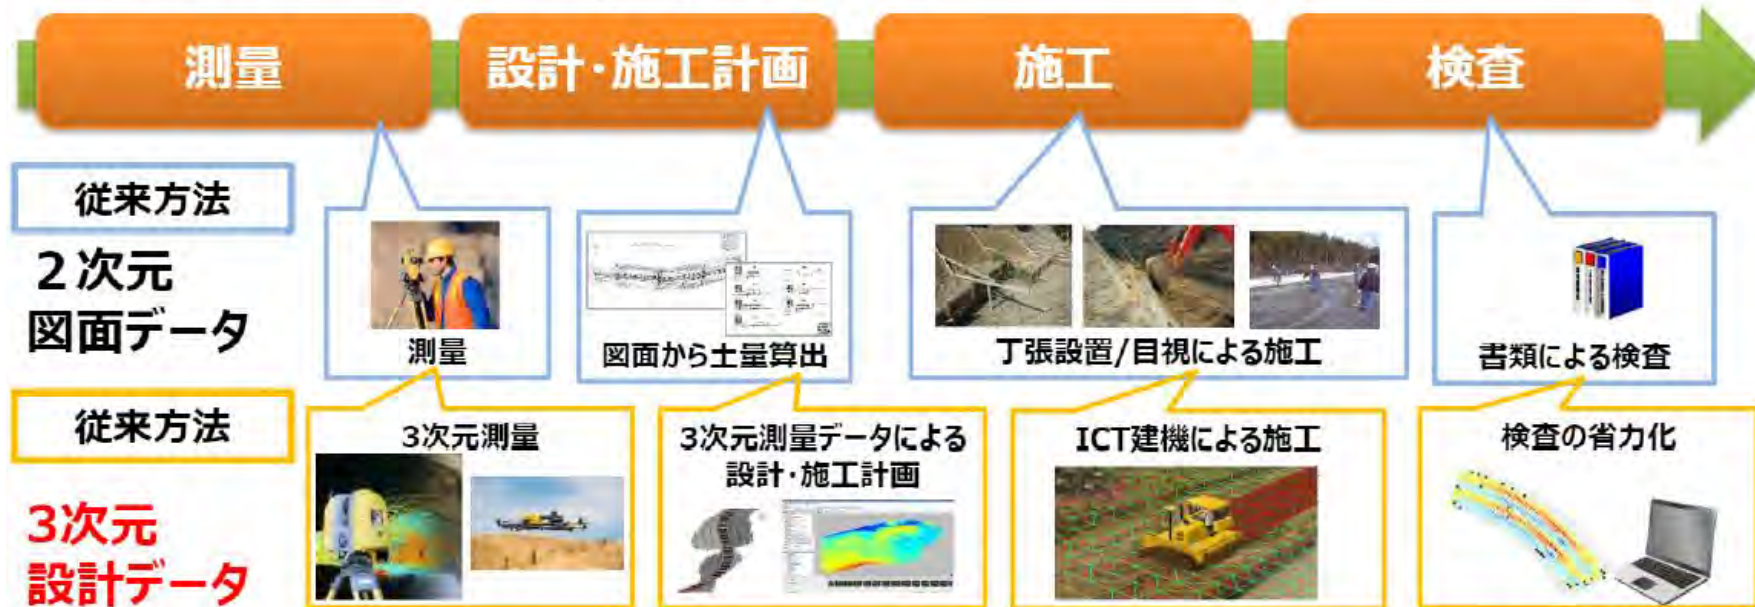 測量
設計・施工計画
施工
検査
従来方法
2次元
図面データ
測量
図面から土量算出
丁張設置/目視による施工
書類による検査
従来方法
3次元
設計データ
3次元測量
3次元測量データによる
設計・施工計画
ICT建機による施工
検査の省力化